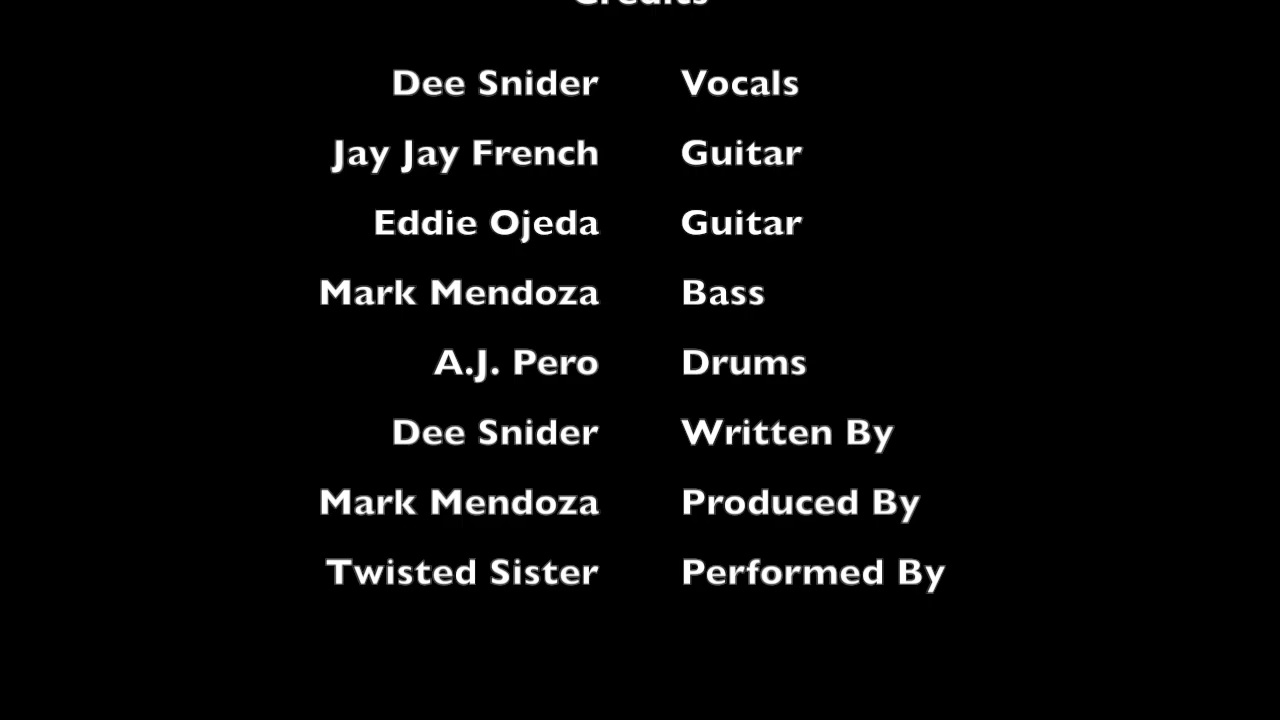 Credits
Dee Snider Vocals
Jay Jay French Guitar
Eddie Ojeda Guitar
Mark Mendoza Bass
A.J. Pero Drums
Dee Snider Written By
Mark Mendoza Produced By
Twisted Sister Performed By